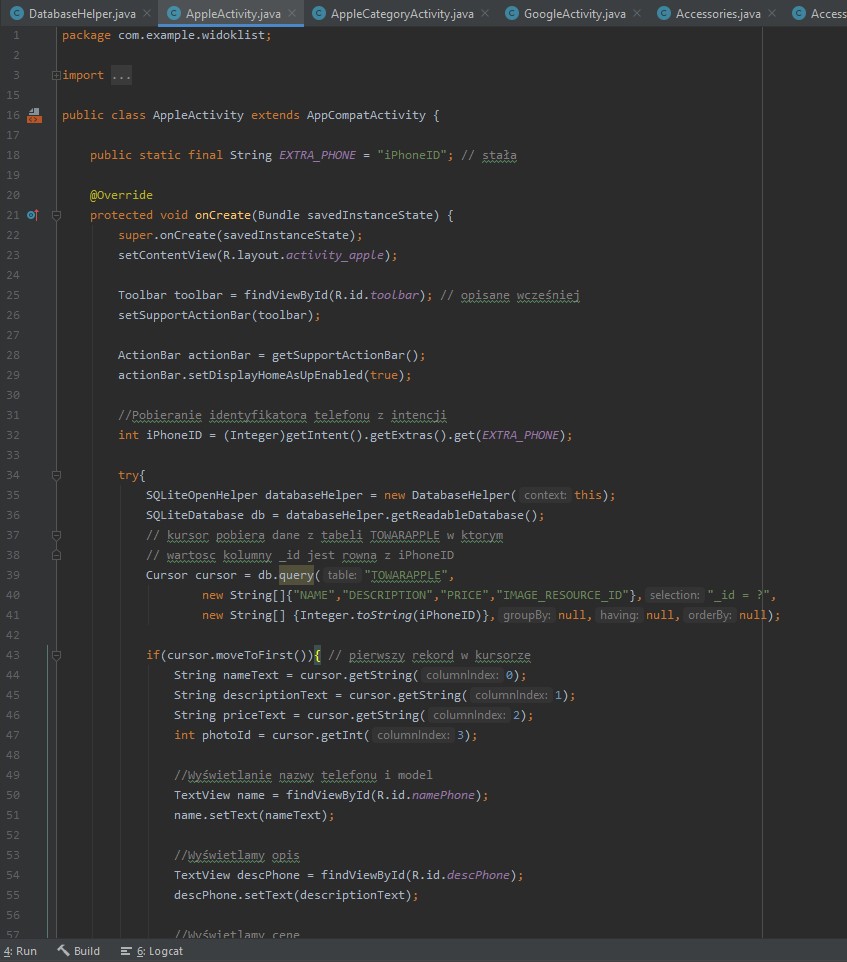 DatabaseHelper.java AppleActivity.java AppleCategoryActivity.java GoogleActivity.java Accessories.java Access
1 package com.example.widoklist;
2
3 import ...
15
16 public class AppleActivity extends AppCompatActivity {
17
18 public static final String EXTRA_PHONE = "iPhoneID"; // stała
19
20 @Override
21 protected void onCreate(Bundle savedInstanceState) {
22 super.onCreate(savedInstanceState);
23 setContentView(R.layout.activity_apple);
24
25 Toolbar toolbar = findViewById(R.id.toolbar); // opisane wcześniej
26 setSupportActionBar(toolbar);
27
28 ActionBar actionBar = getSupportActionBar();
29 actionBar.setDisplayHomeAsUpEnabled(true);
30
31 //Pobieranie identyfikatora telefonu z intencji
32 int iPhoneID = (Integer)getIntent().getExtras().get(EXTRA_PHONE);
33
34 try{
35 SQLiteOpenHelper databaseHelper = new DatabaseHelper( context: this);
36 SQLiteDatabase db = databaseHelper.getReadableDatabase();
37 // kursor pobiera dane z tabeli TOWARAPPLE w ktorym
38 // wartosc kolumny _id jest rowna z iPhoneID
39 Cursor cursor = db.query( table: "TOWARAPPLE",
40 new String[]{"NAME","DESCRIPTION","PRICE","IMAGE_RESOURCE_ID"}, selection: "_id = ?",
41 new String[] {Integer.toString(iPhoneID)}, groupBy: null, having: null, orderBy: null);
42
43 if(cursor.moveToFirst()){ // pierwszy rekord w kursorze
44 String nameText = cursor.getString( columnIndex: 0);
45 String descriptionText = cursor.getString( columnIndex: 1);
46 String priceText = cursor.getString( columnIndex: 2);
47 int photoId = cursor.getInt( columnIndex: 3);
48
49 //Wyświetlanie nazwy telefonu i model
50 TextView name = findViewById(R.id.namePhone);
51 name.setText(nameText);
52
53 //Wyświetlamy opis
54 TextView descPhone = findViewById(R.id.descPhone);
55 descPhone.setText(descriptionText);
56
57 //Wyświetlamy cene
4: Run Build 6: Logcat